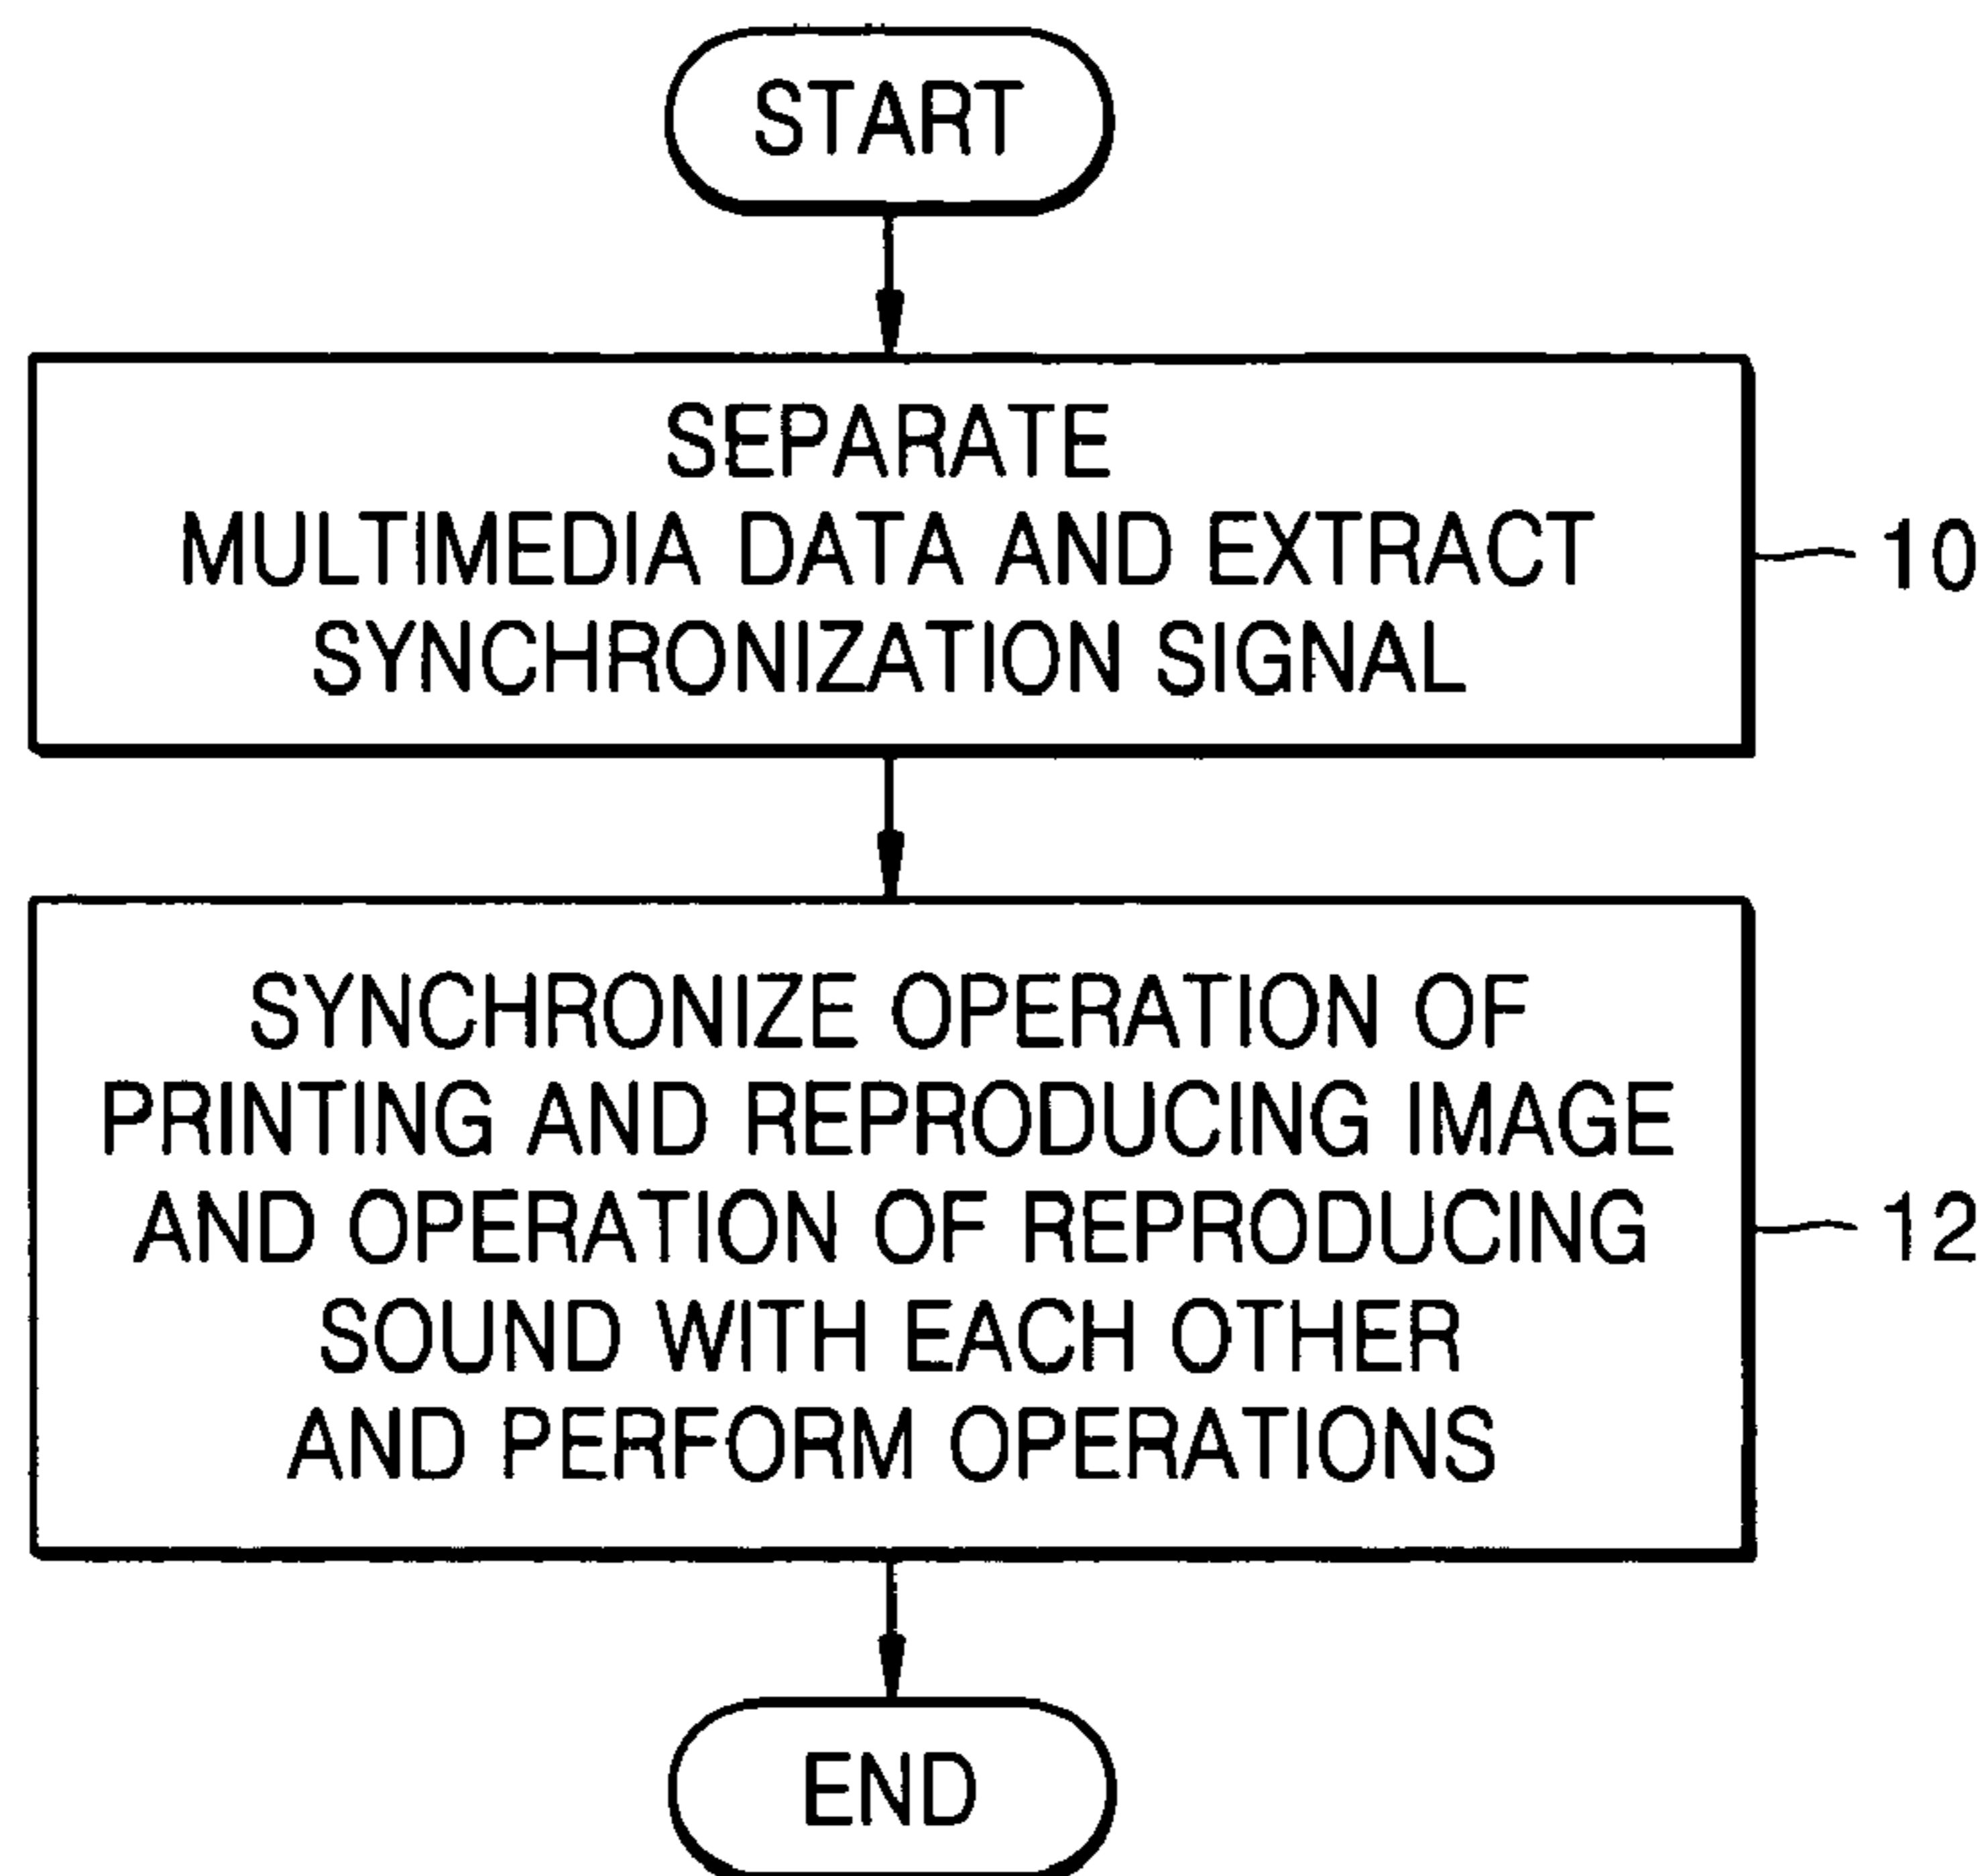 START
SEPARATE
MULTIMEDIA DATA AND EXTRACT
SYNCHRONIZATION SIGNAL
10
SYNCHRONIZE OPERATION OF
PRINTING AND REPRODUCING IMAGE
AND OPERATION OF REPRODUCING
SOUND WITH EACH OTHER
AND PERFORM OPERATIONS
12
END